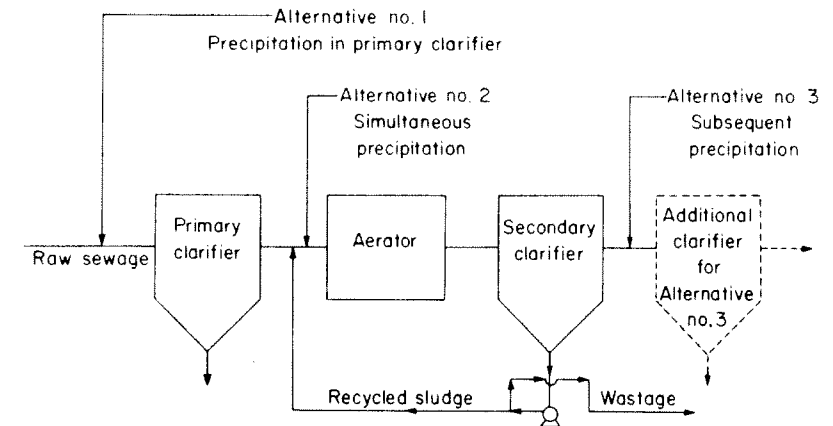 Alternative no. 1
Precipitation in primary clarifier
Alternative no. 2
Simultaneous
precipitation
Alternative no 3
Subsequent
precipitation
Raw sewage
Primary
clarifier
Aerator
Secondary
clarifier
Additional
clarifier
for
Alternative
no. 3
Recycled sludge
Wastage